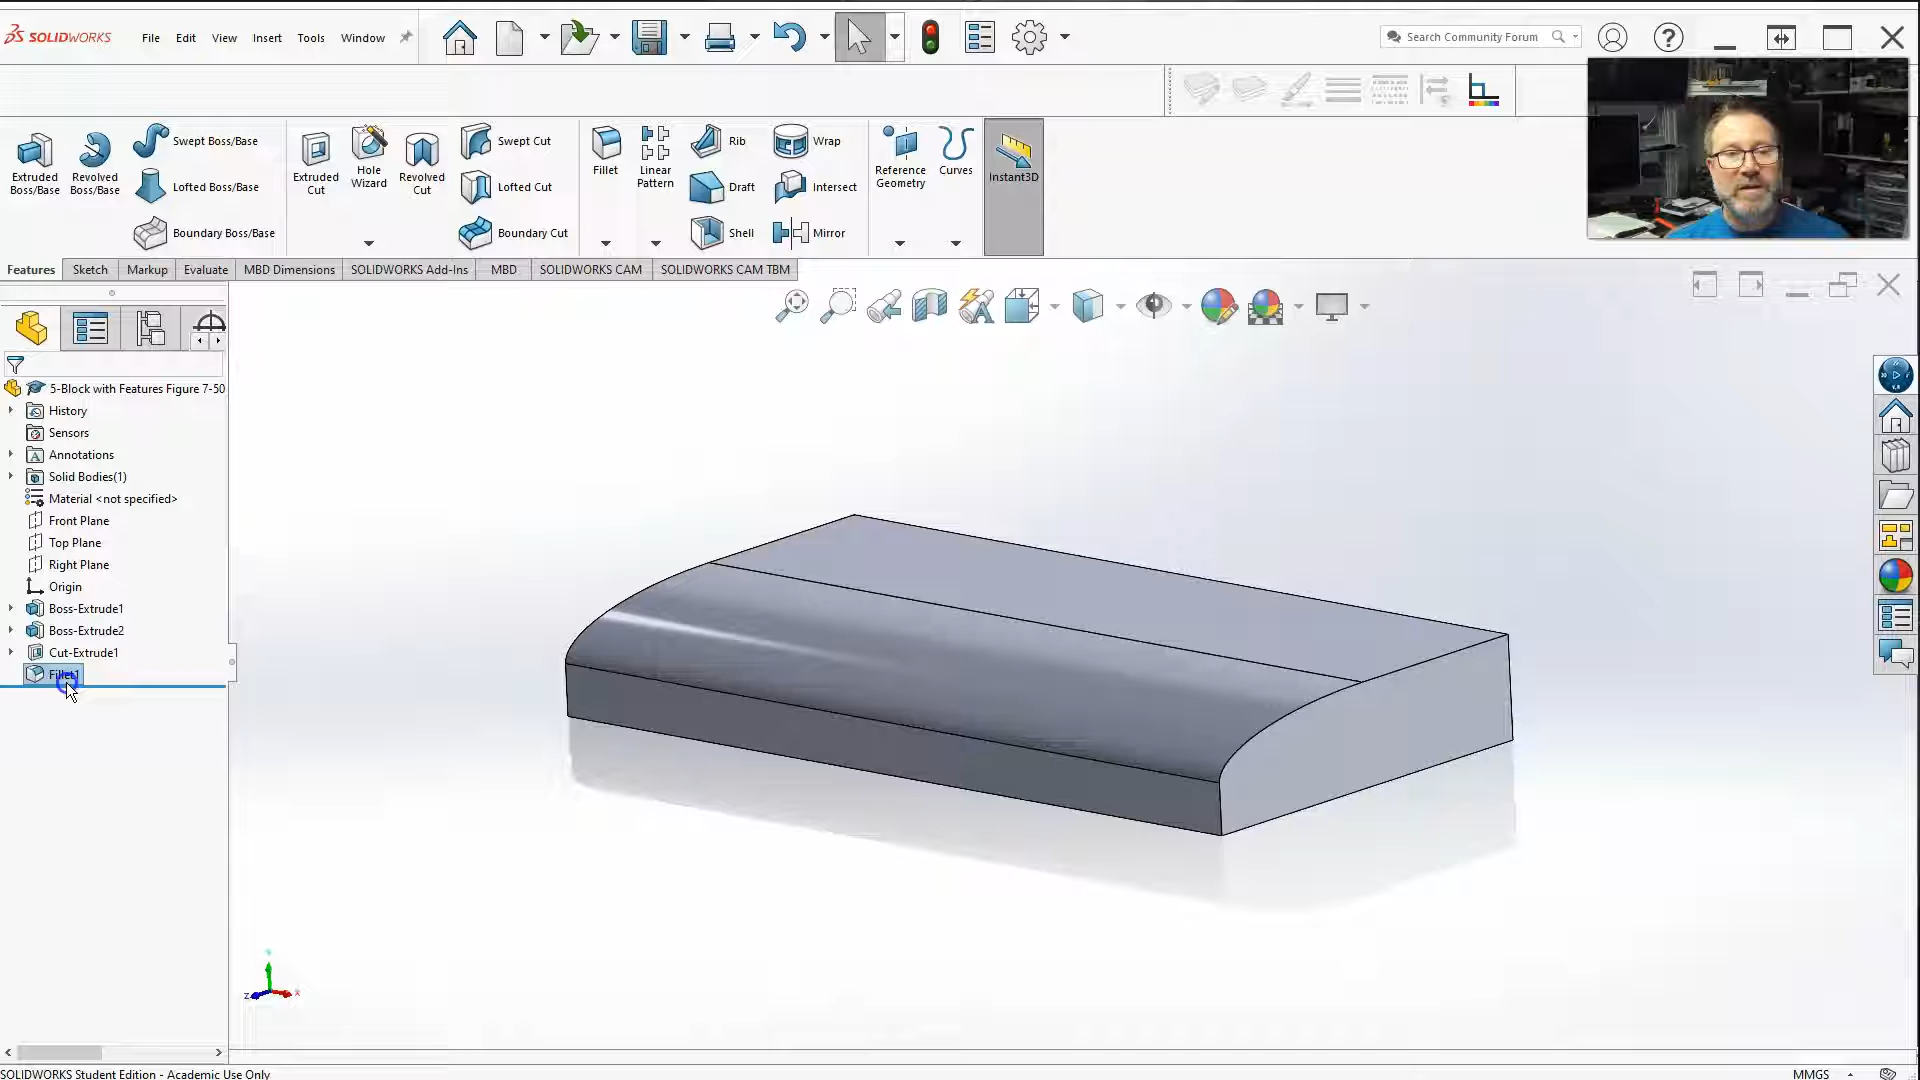 SOLIDWORKS
File Edit View Insert Tools Window
Search Community Forum
Extruded Boss/Base
Revolved Boss/Base
Swept Boss/Base
Lofted Boss/Base
Boundary Boss/Base
Extruded Cut
Hole Wizard
Revolved Cut
Swept Cut
Lofted Cut
Boundary Cut
Fillet
Linear Pattern
Rib
Draft
Shell
Wrap
Intersect
Mirror
Reference Geometry
Curves
Instant3D
Features Sketch Markup Evaluate MBD Dimensions SOLIDWORKS Add-Ins MBD SOLIDWORKS CAM SOLIDWORKS CAM TBM
5-Block with Features Figure 7-50
History
Sensors
Annotations
Solid Bodies(1)
Material <not specified>
Front Plane
Top Plane
Right Plane
Origin
Boss-Extrude1
Boss-Extrude2
Cut-Extrude1
Fillet1
Z
X
SOLIDWORKS Student Edition - Academic Use Only
MMGS